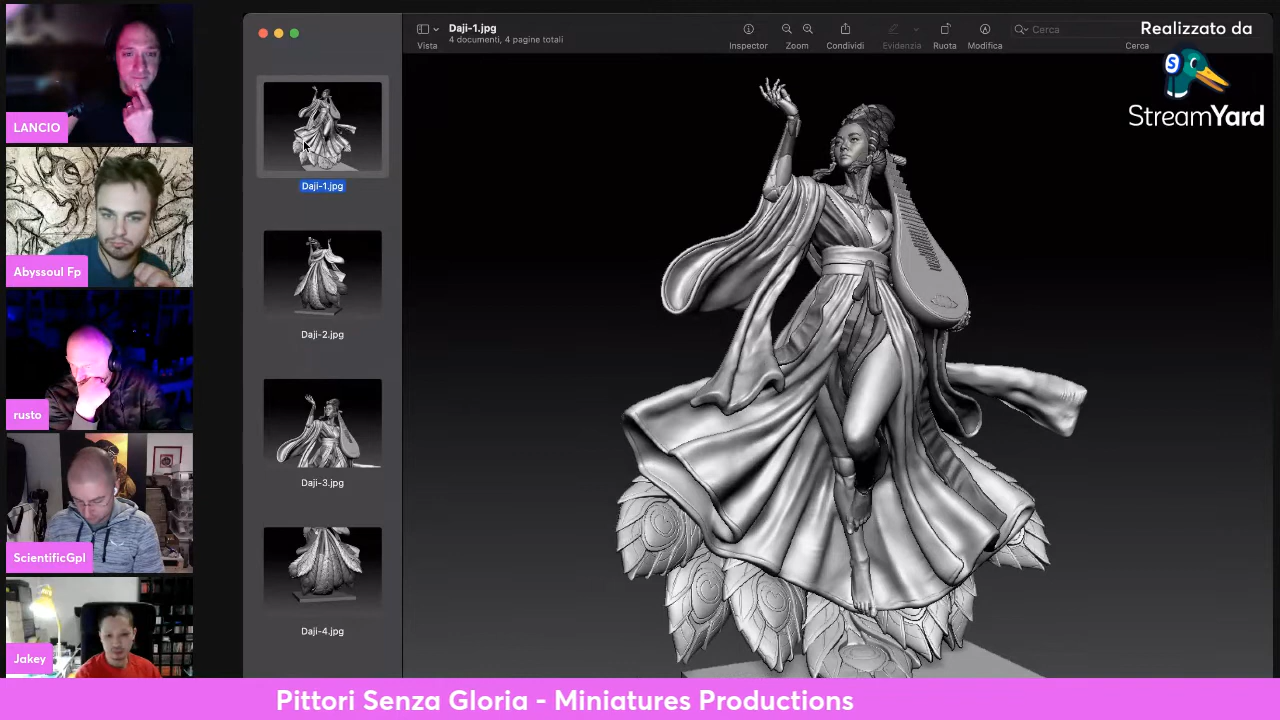 LANCIO
Abyssoul Fp
rusto
ScientificGpl
Jakey
Daji-1.jpg
4 documenti, 4 pagine totali
Vista
Inspector
Zoom
Condividi
Evidenzia
Ruota
Modifica
Cerca
Cerca
Realizzato da
S
StreamYard
Daji-1.jpg
Daji-2.jpg
Daji-3.jpg
Daji-4.jpg
Pittori Senza Gloria - Miniatures Productions